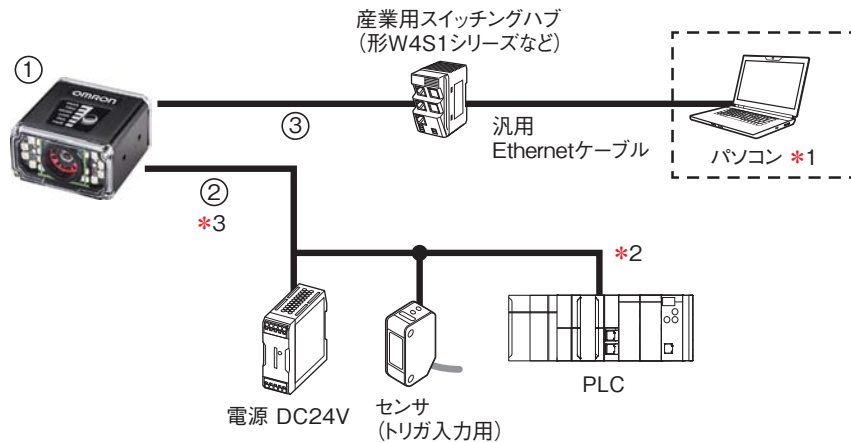 産業用スイッチングハブ
（形W4S1シリーズなど）
①
OMRON
③
汎用
Ethernetケーブル
パソコン *1
②
*3
*2
電源 DC24V
センサ
（トリガ入力用）
PLC